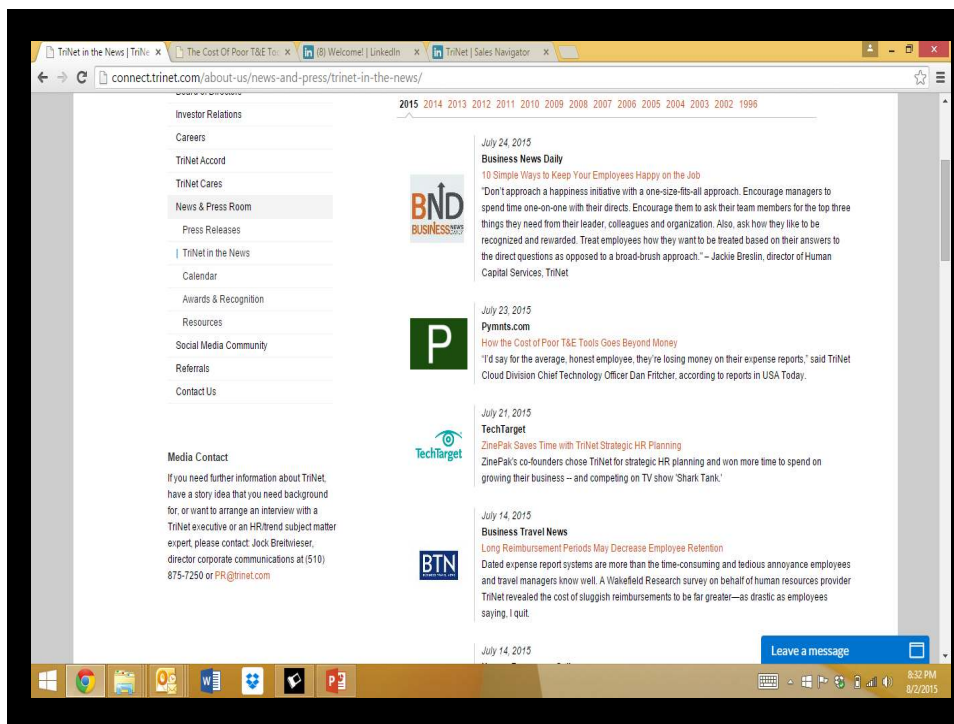 TriNet in the News | TriNe
The Cost Of Poor T&E To
(8) Welcome! | LinkedIn
TriNet | Sales Navigator
connect.trinet.com/about-us/news-and-press/trinet-in-the-news/
Investor Relations
Careers
TriNet Accord
TriNet Cares
News & Press Room
Press Releases
TriNet in the News
Calendar
Awards & Recognition
Resources
Social Media Community
Referrals
Contact Us
Media Contact
If you need further information about TriNet,
have a story idea that you need background
for, or want to arrange an interview with a
TriNet executive or an HR/trend subject matter
expert, please contact: Jock Breitwieser,
director corporate communications at (510)
875-7250 or PR@trinet.com
2015 2014 2013 2012 2011 2010 2009 2008 2007 2006 2005 2004 2003 2002 1996
July 24, 2015
Business News Daily
10 Simple Ways to Keep Your Employees Happy on the Job
"Don't approach a happiness initiative with a one-size-fits-all approach. Encourage managers to
spend time one-on-one with their directs. Encourage them to ask their team members for the top three
things they need from their leader, colleagues and organization. Also, ask how they like to be
recognized and rewarded. Treat employees how they want to be treated based on their answers to
the direct questions as opposed to a broad-brush approach." – Jackie Breslin, director of Human
Capital Services, TriNet
BND
BUSINESS NEWS DAILY
July 23, 2015
Pymnts.com
How the Cost of Poor T&E Tools Goes Beyond Money
"I'd say for the average, honest employee, they're losing money on their expense reports," said TriNet
Cloud Division Chief Technology Officer Dan Fritcher, according to reports in USA Today.
P
July 21, 2015
TechTarget
ZinePak Saves Time with TriNet Strategic HR Planning
ZinePak's co-founders chose TriNet for strategic HR planning and won more time to spend on
growing their business -- and competing on TV show 'Shark Tank.'
TechTarget
July 14, 2015
Business Travel News
Long Reimbursement Periods May Decrease Employee Retention
Dated expense report systems are more than the time-consuming and tedious annoyance employees
and travel managers know well. A Wakefield Research survey on behalf of human resources provider
TriNet revealed the cost of sluggish reimbursements to be far greater—as drastic as employees
saying, I quit.
BTN
July 14, 2015
Leave a message
8:32 PM
8/2/2015